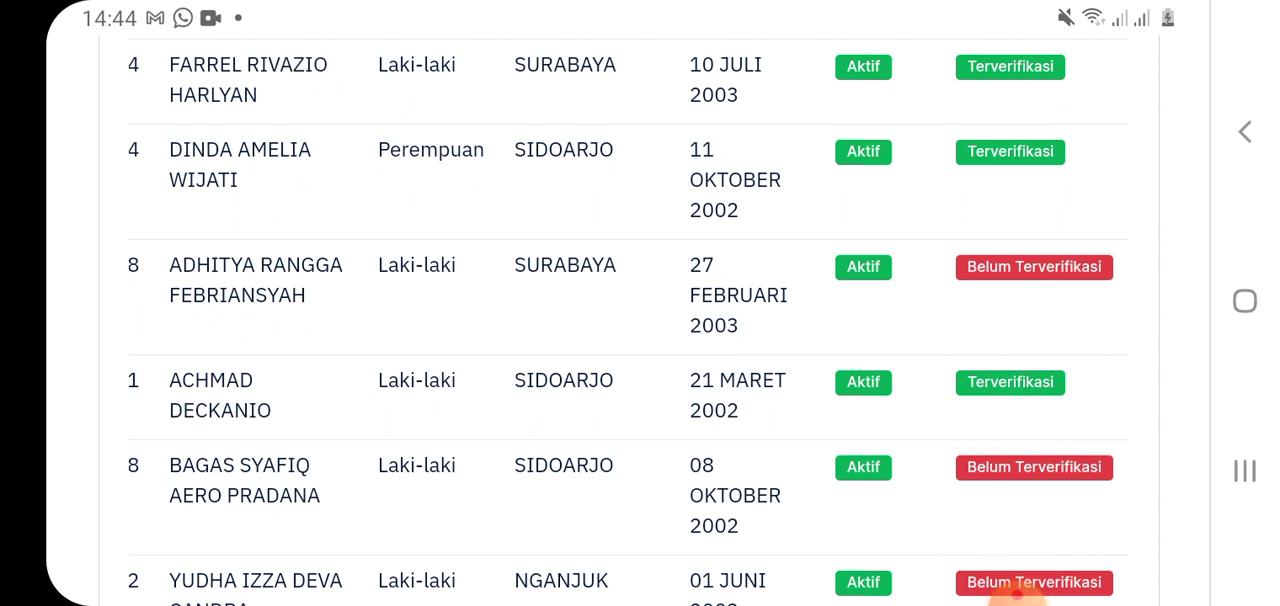 14:44
4 FARREL RIVAZIO Laki-laki SURABAYA 10 JULI Aktif Terverifikasi
HARLYAN 2003
4 DINDA AMELIA Perempuan SIDOARJO 11 Aktif Terverifikasi
WIJATI OKTOBER
2002
8 ADHITYA RANGGA Laki-laki SURABAYA 27 Aktif Belum Terverifikasi
FEBRIANSYAH FEBRUARI
2003
1 ACHMAD Laki-laki SIDOARJO 21 MARET Aktif Terverifikasi
DECKANIO 2002
8 BAGAS SYAFIQ Laki-laki SIDOARJO 08 Aktif Belum Terverifikasi
AERO PRADANA OKTOBER
2002
2 YUDHA IZZA DEVA Laki-laki NGANJUK 01 JUNI Aktif Belum Terverifikasi